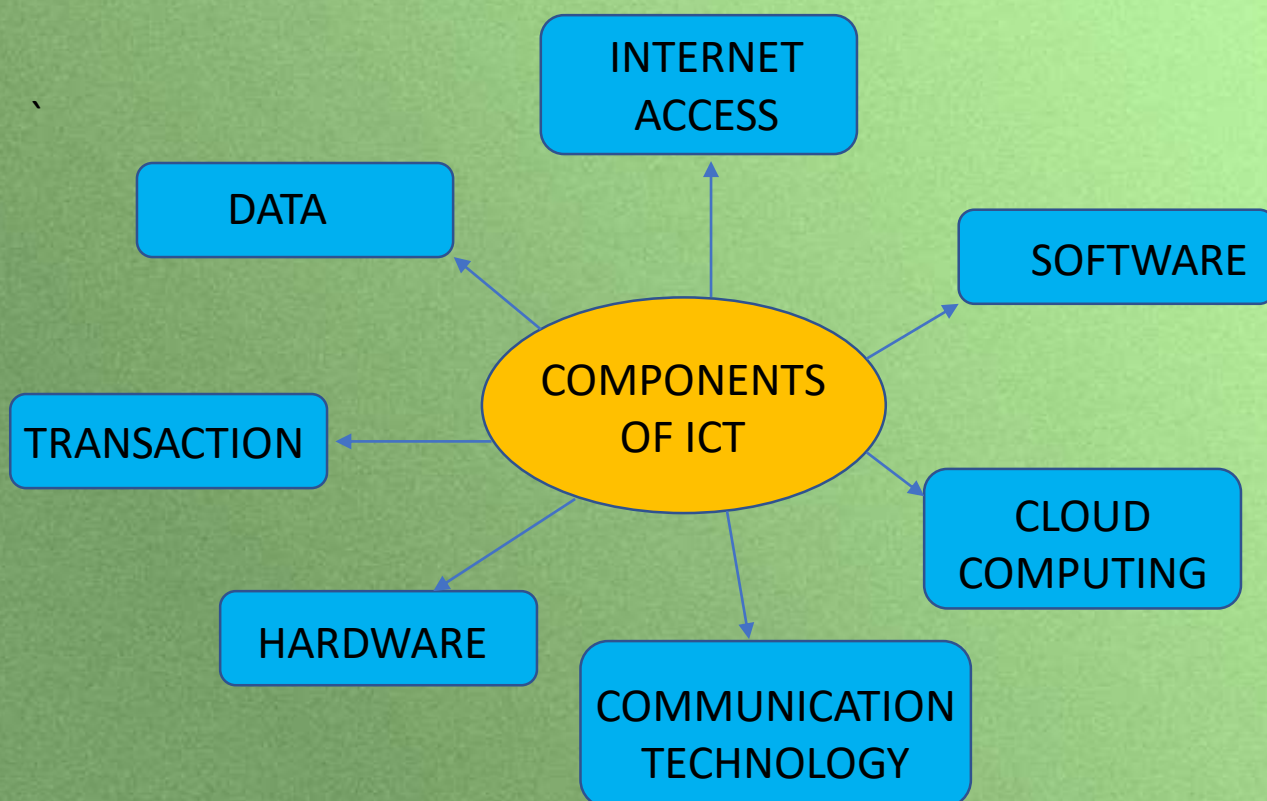 `
INTERNET
ACCESS
DATA
SOFTWARE
COMPONENTS
OF ICT
TRANSACTION
CLOUD
COMPUTING
HARDWARE
COMMUNICATION
TECHNOLOGY